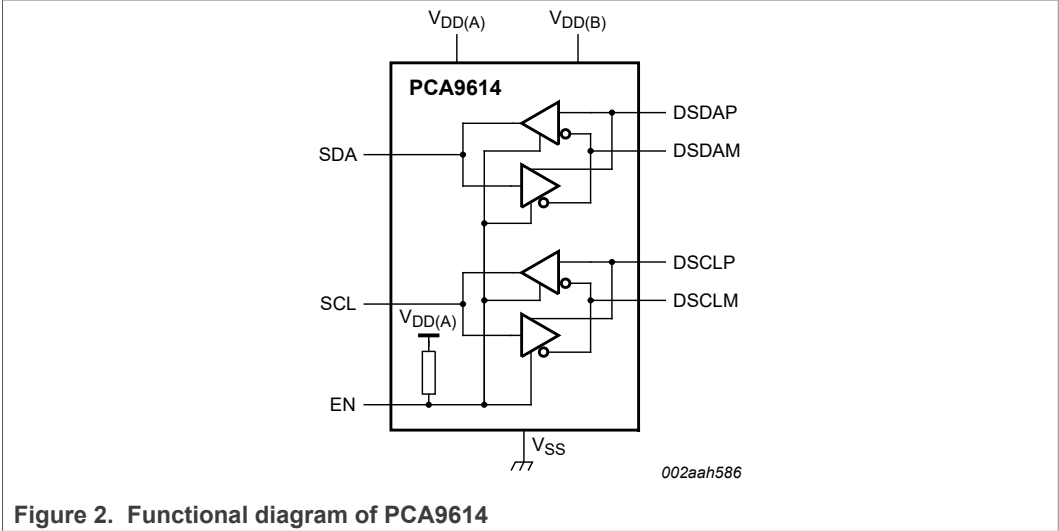 VDD(A) VDD(B)
PCA9614
DSDAP
DSDAM
SDA
DSCLP
DSCLM
SCL
VDD(A)
EN
VSS
002aah586
Figure 2. Functional diagram of PCA9614